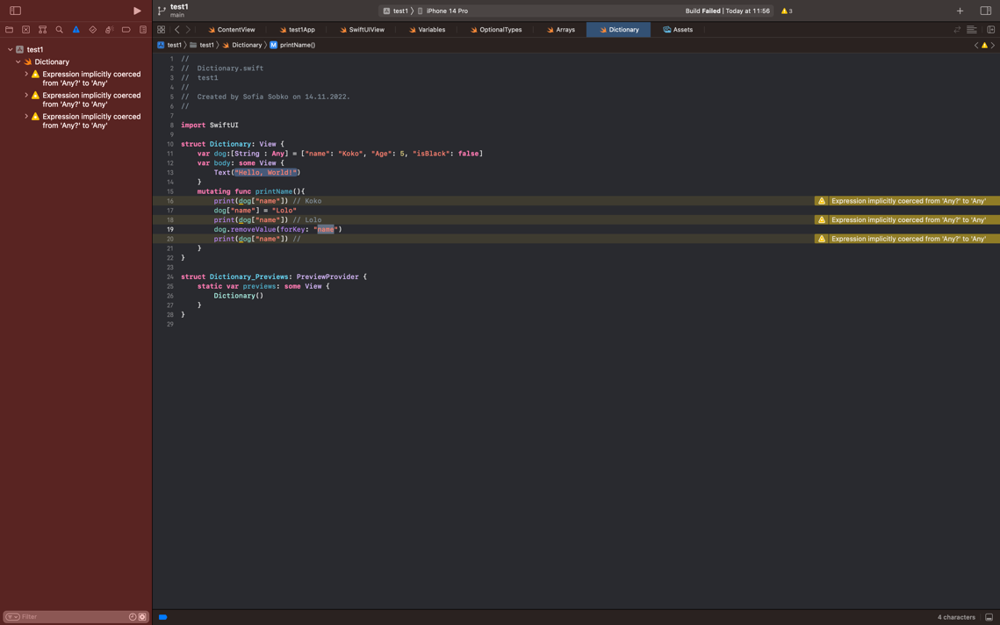 test1
main
test1 〉 iPhone 14 Pro
Build Failed | Today at 11:56
3
ContentView
test1App
SwiftUIView
Variables
OptionalTypes
Arrays
Dictionary
Assets
test1 〉 test1 〉 Dictionary 〉 M printName()
test1
Dictionary
Expression implicitly coerced
from 'Any?' to 'Any'
Expression implicitly coerced
from 'Any?' to 'Any'
Expression implicitly coerced
from 'Any?' to 'Any'
1 //
2 //  Dictionary.swift
3 //  test1
4 //
5 //  Created by Sofia Sobko on 14.11.2022.
6 //
7
8 import SwiftUI
9
10 struct Dictionary: View {
11     var dog:[String : Any] = ["name": "Koko", "Age": 5, "isBlack": false]
12     var body: some View {
13         Text("Hello, World!")
14     }
15     mutating func printName(){
16         print(dog["name"]) // Koko
Expression implicitly coerced from 'Any?' to 'Any'
17         dog["name"] = "Lolo"
18         print(dog["name"]) // Lolo
Expression implicitly coerced from 'Any?' to 'Any'
19         dog.removeValue(forKey: "name")
20         print(dog["name"]) //
Expression implicitly coerced from 'Any?' to 'Any'
21     }
22 }
23
24 struct Dictionary_Previews: PreviewProvider {
25     static var previews: some View {
26         Dictionary()
27     }
28 }
29
Filter
4 characters